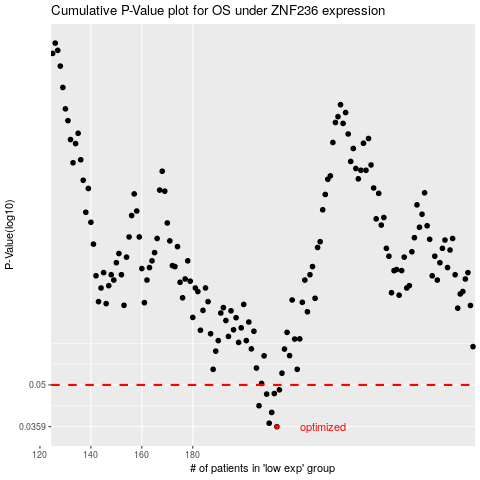 Cumulative P-Value plot for OS under ZNF236 expression
P-Value(log10)
0.05
0.0359
optimized
120 140 160 180
# of patients in 'low exp' group